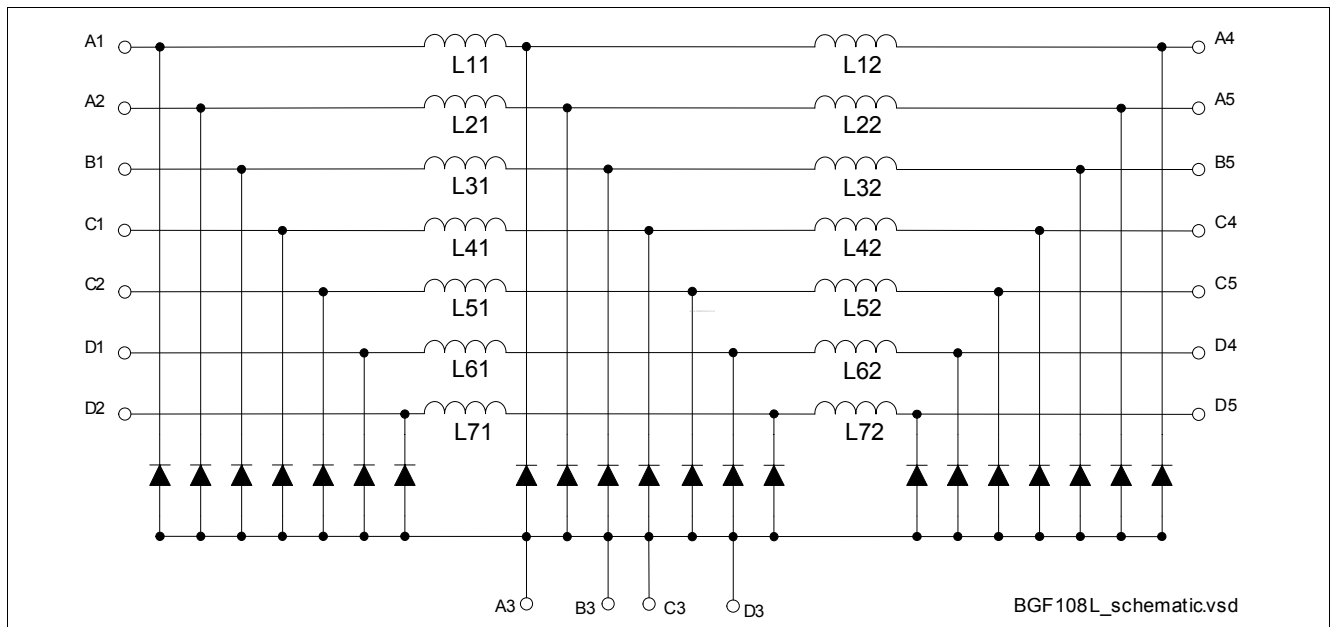 A1 A4
L11 L12
A2 A5
L21 L22
B1 B5
L31 L32
C1 C4
L41 L42
C2 C5
L51 L52
D1 D4
L61 L62
D2 D5
L71 L72
A3 B3 C3 D3
BGF108L_schematic.vsd